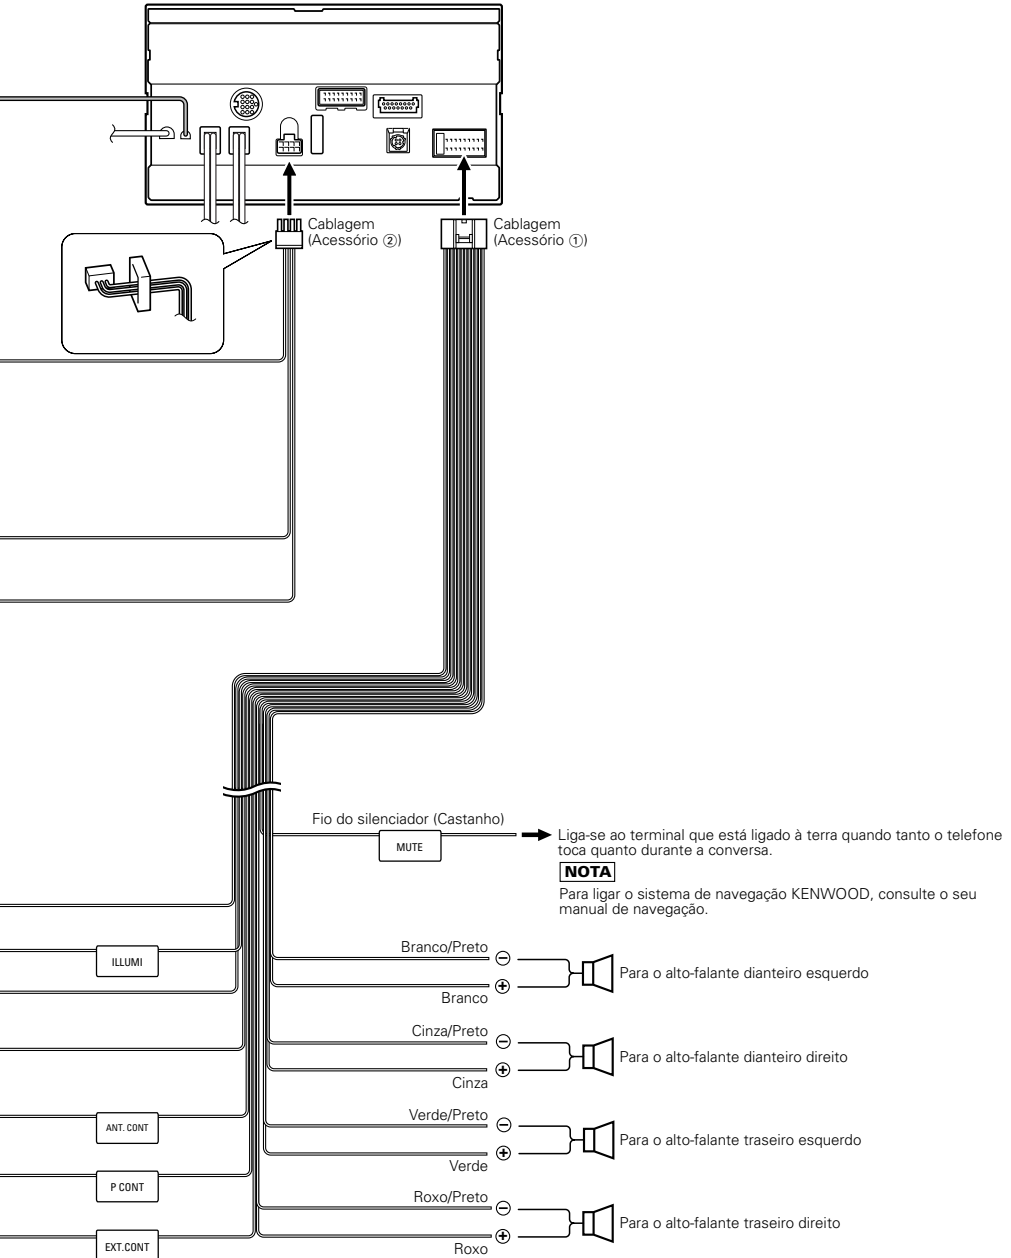 Cablagem
(Acessório ②)
Cablagem
(Acessório ①)
Fio do silenciador (Castanho)
MUTE
Liga-se ao terminal que está ligado à terra quando tanto o telefone
toca quanto durante a conversa.
NOTA
Para ligar o sistema de navegação KENWOOD, consulte o seu
manual de navegação.
ILLUMI
Branco/Preto
Branco
Para o alto-falante dianteiro esquerdo
Cinza/Preto
Cinza
Para o alto-falante dianteiro direito
ANT. CONT
Verde/Preto
Verde
Para o alto-falante traseiro esquerdo
P CONT
Roxo/Preto
Roxo
Para o alto-falante traseiro direito
EXT.CONT